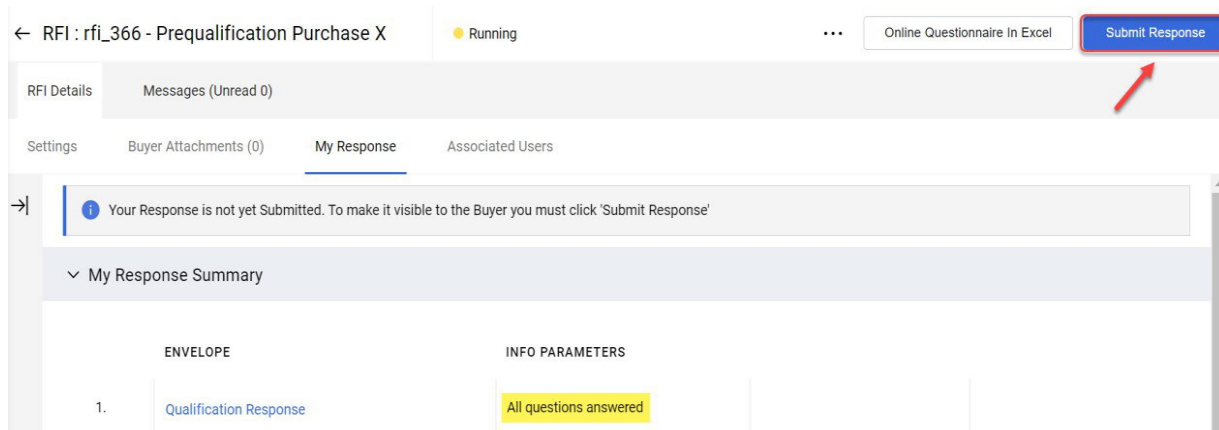 RFI : rfi_366 - Prequalification Purchase X
Running
Online Questionnaire In Excel
Submit Response
RFI Details
Messages (Unread 0)
Settings
Buyer Attachments (0)
My Response
Associated Users
Your Response is not yet Submitted. To make it visible to the Buyer you must click 'Submit Response'
My Response Summary
ENVELOPE
INFO PARAMETERS
1.
Qualification Response
All questions answered